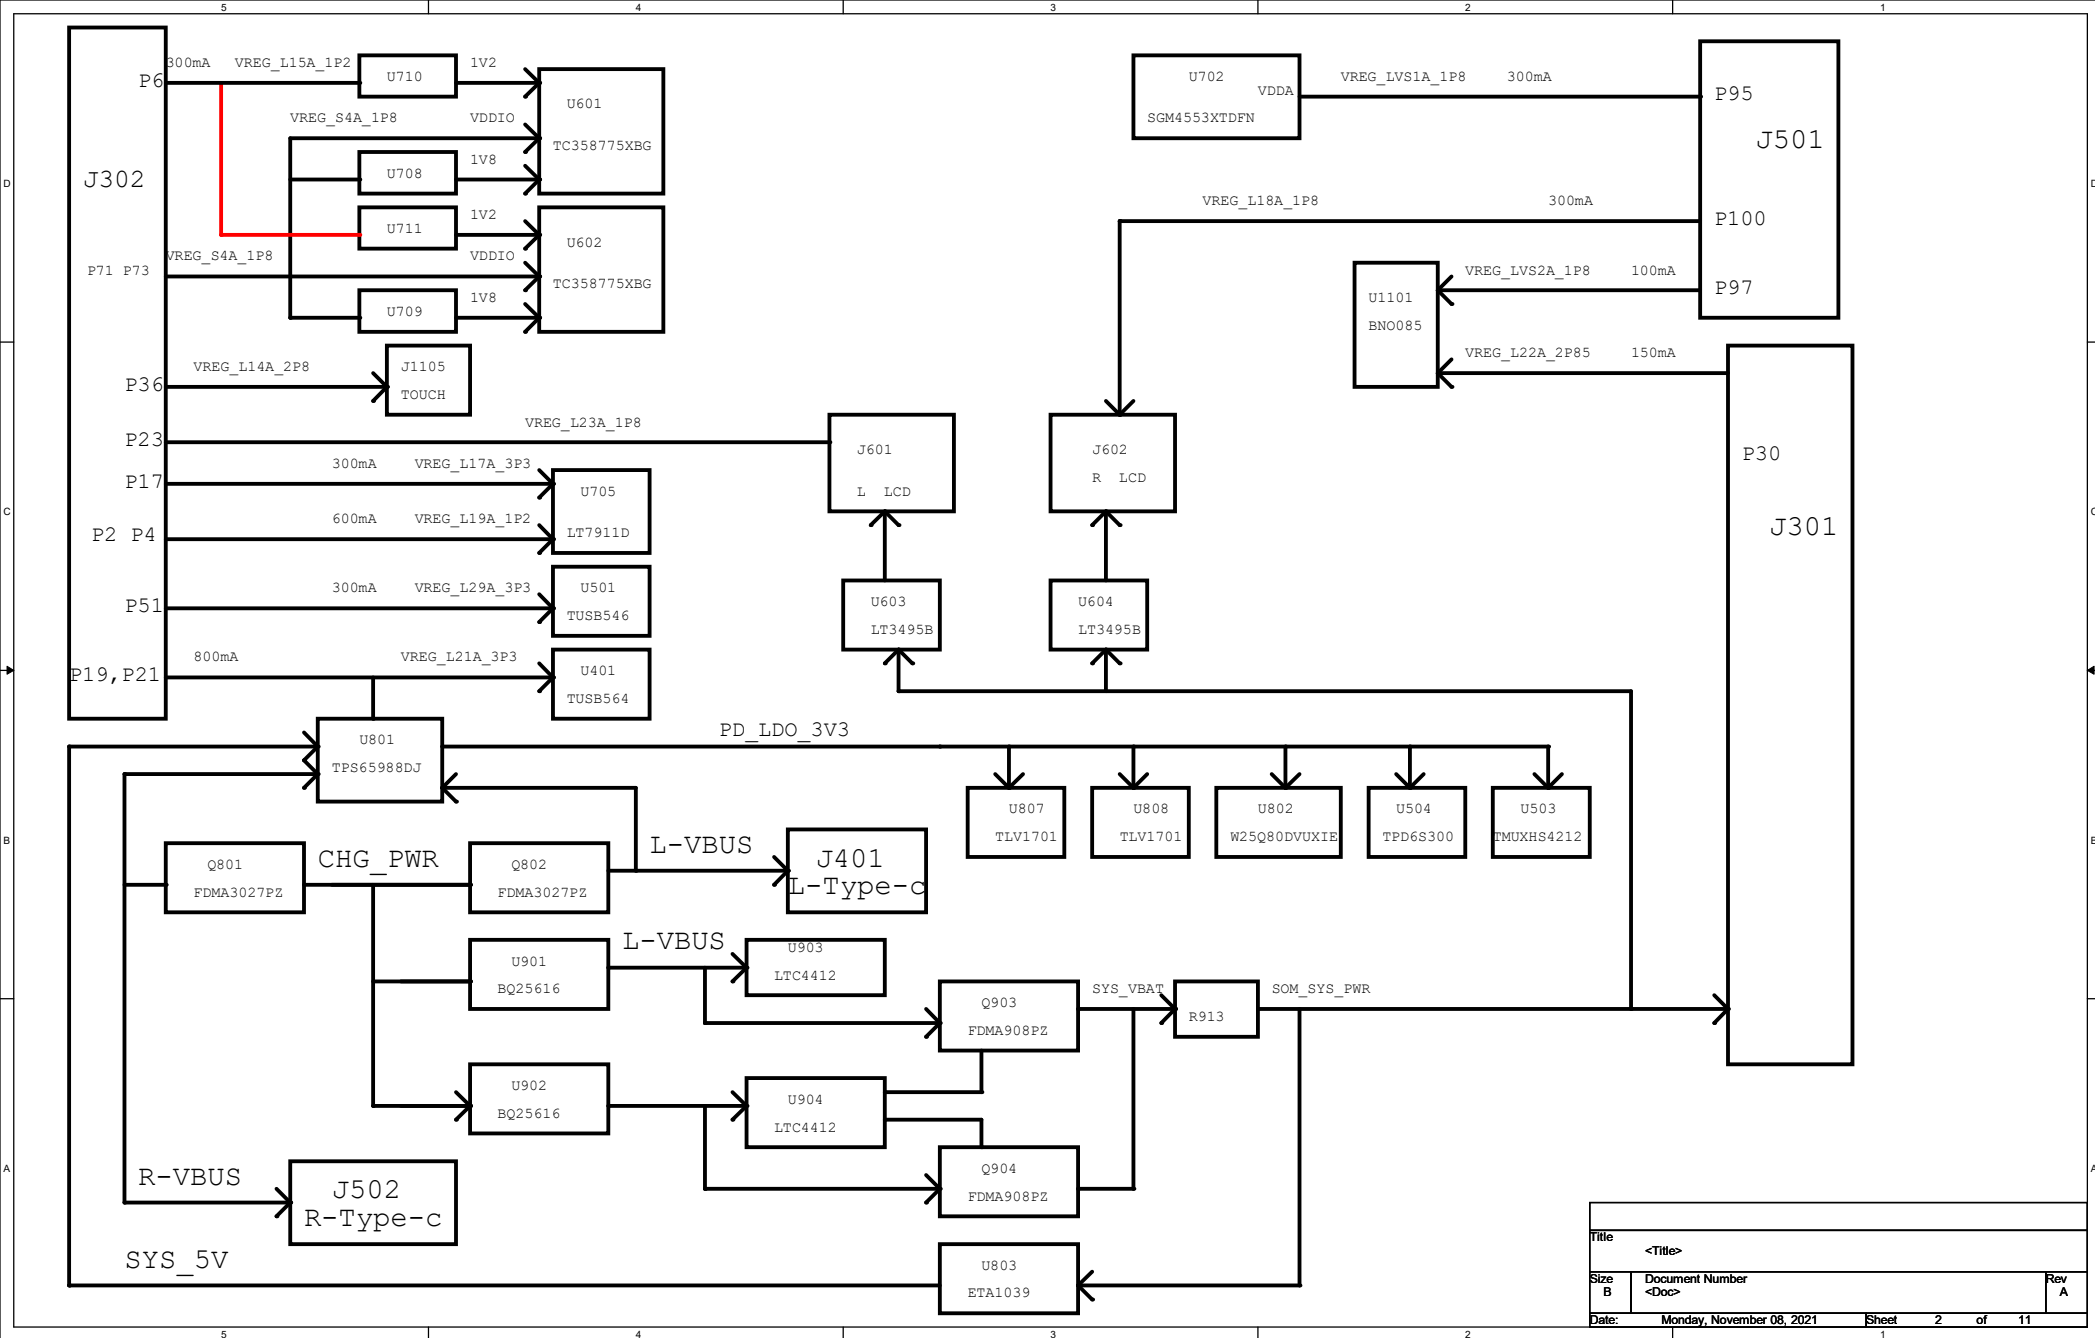 5 4 3 2 1
D
C
B
A
J302
P6
300mA VREG_L15A_1P2
U710
1V2
U601
TC358775XBG
VREG_S4A_1P8
VDDIO
U708
1V8
U711
1V2
U602
TC358775XBG
P71 P73
VREG_S4A_1P8
VDDIO
U709
1V8
P36
VREG_L14A_2P8
J1105
TOUCH
P23
VREG_L23A_1P8
J601
L LCD
P17
300mA VREG_L17A_3P3
U705
LT7911D
P2 P4
600mA VREG_L19A_1P2
P51
300mA VREG_L29A_3P3
U501
TUSB546
P19,P21
800mA VREG_L21A_3P3
U401
TUSB564
U702
VDDA
SGM4553XTDFN
VREG_LVS1A_1P8 300mA
P95
J501
VREG_L18A_1P8 300mA
P100
U1101
BNO085
VREG_LVS2A_1P8 100mA
P97
VREG_L22A_2P85 150mA
J602
R LCD
P30
J301
U603
LT3495B
U604
LT3495B
U801
TPS65988DJ
PD_LDO_3V3
U807
TLV1701
U808
TLV1701
U802
W25Q80DVUXIE
U504
TPD6S300
U503
TMUXHS4212
Q801
FDMA3027PZ
CHG_PWR
Q802
FDMA3027PZ
L-VBUS
J401
L-Type-c
U901
BQ25616
L-VBUS
U903
LTC4412
Q903
FDMA908PZ
SYS_VBAT
R913
SOM_SYS_PWR
U902
BQ25616
U904
LTC4412
Q904
FDMA908PZ
R-VBUS
J502
R-Type-c
SYS_5V
U803
ETA1039
Title
<Title>
Size Document Number Rev
B <Doc> A
Date: Monday, November 08, 2021 Sheet 2 of 11
5 4 3 2 1
D
C
B
A